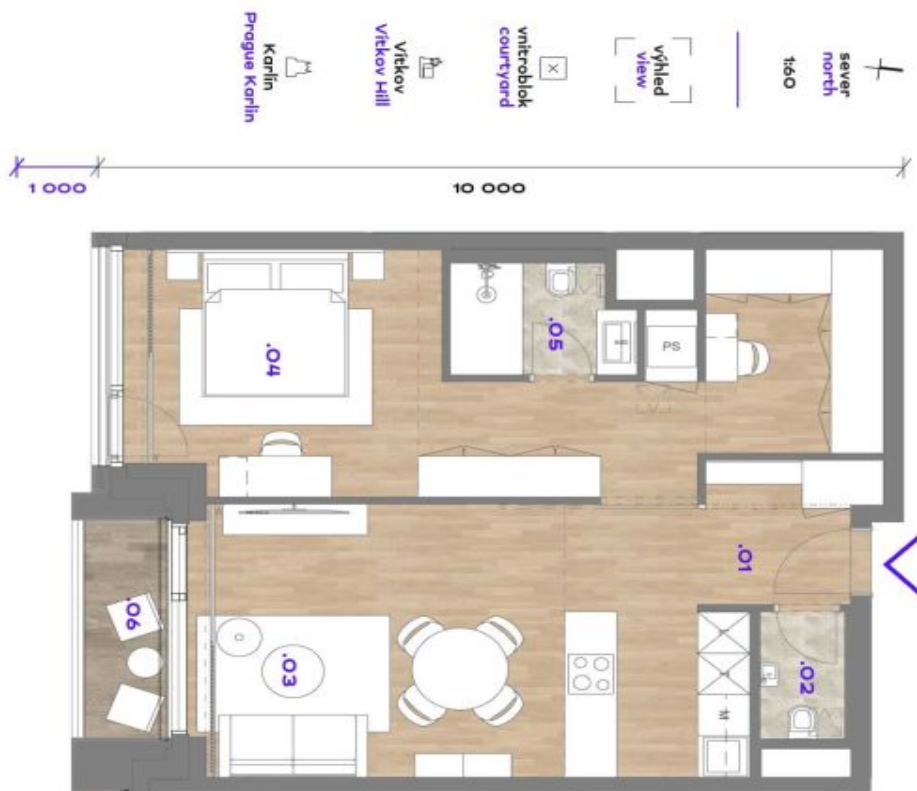 sever
north
1:60
výhled
view
vnitroblok
courtyard
Vítkov
Vítkov Hill
Karlín
Prague Karlín
1 000
10 000
.04
.05
PS
.01
.06
.03
.02
M